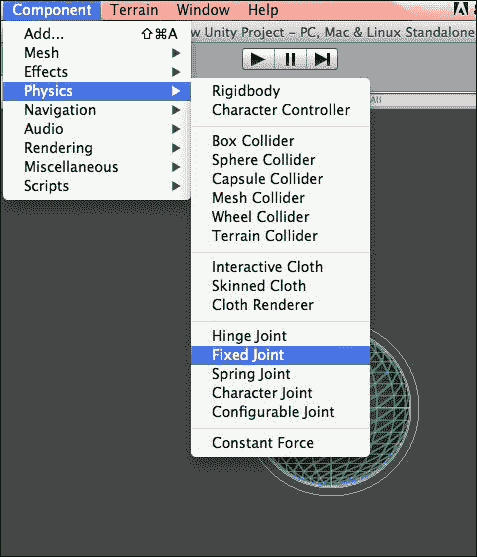 Component Terrain Window Help
w Unity Project – PC, Mac & Linux Standalone
Add... ⇧⌘A
Mesh
Effects
Physics
Navigation
Audio
Rendering
Miscellaneous
Scripts
Rigidbody
Character Controller
Box Collider
Sphere Collider
Capsule Collider
Mesh Collider
Wheel Collider
Terrain Collider
Interactive Cloth
Skinned Cloth
Cloth Renderer
Hinge Joint
Fixed Joint
Spring Joint
Character Joint
Configurable Joint
Constant Force